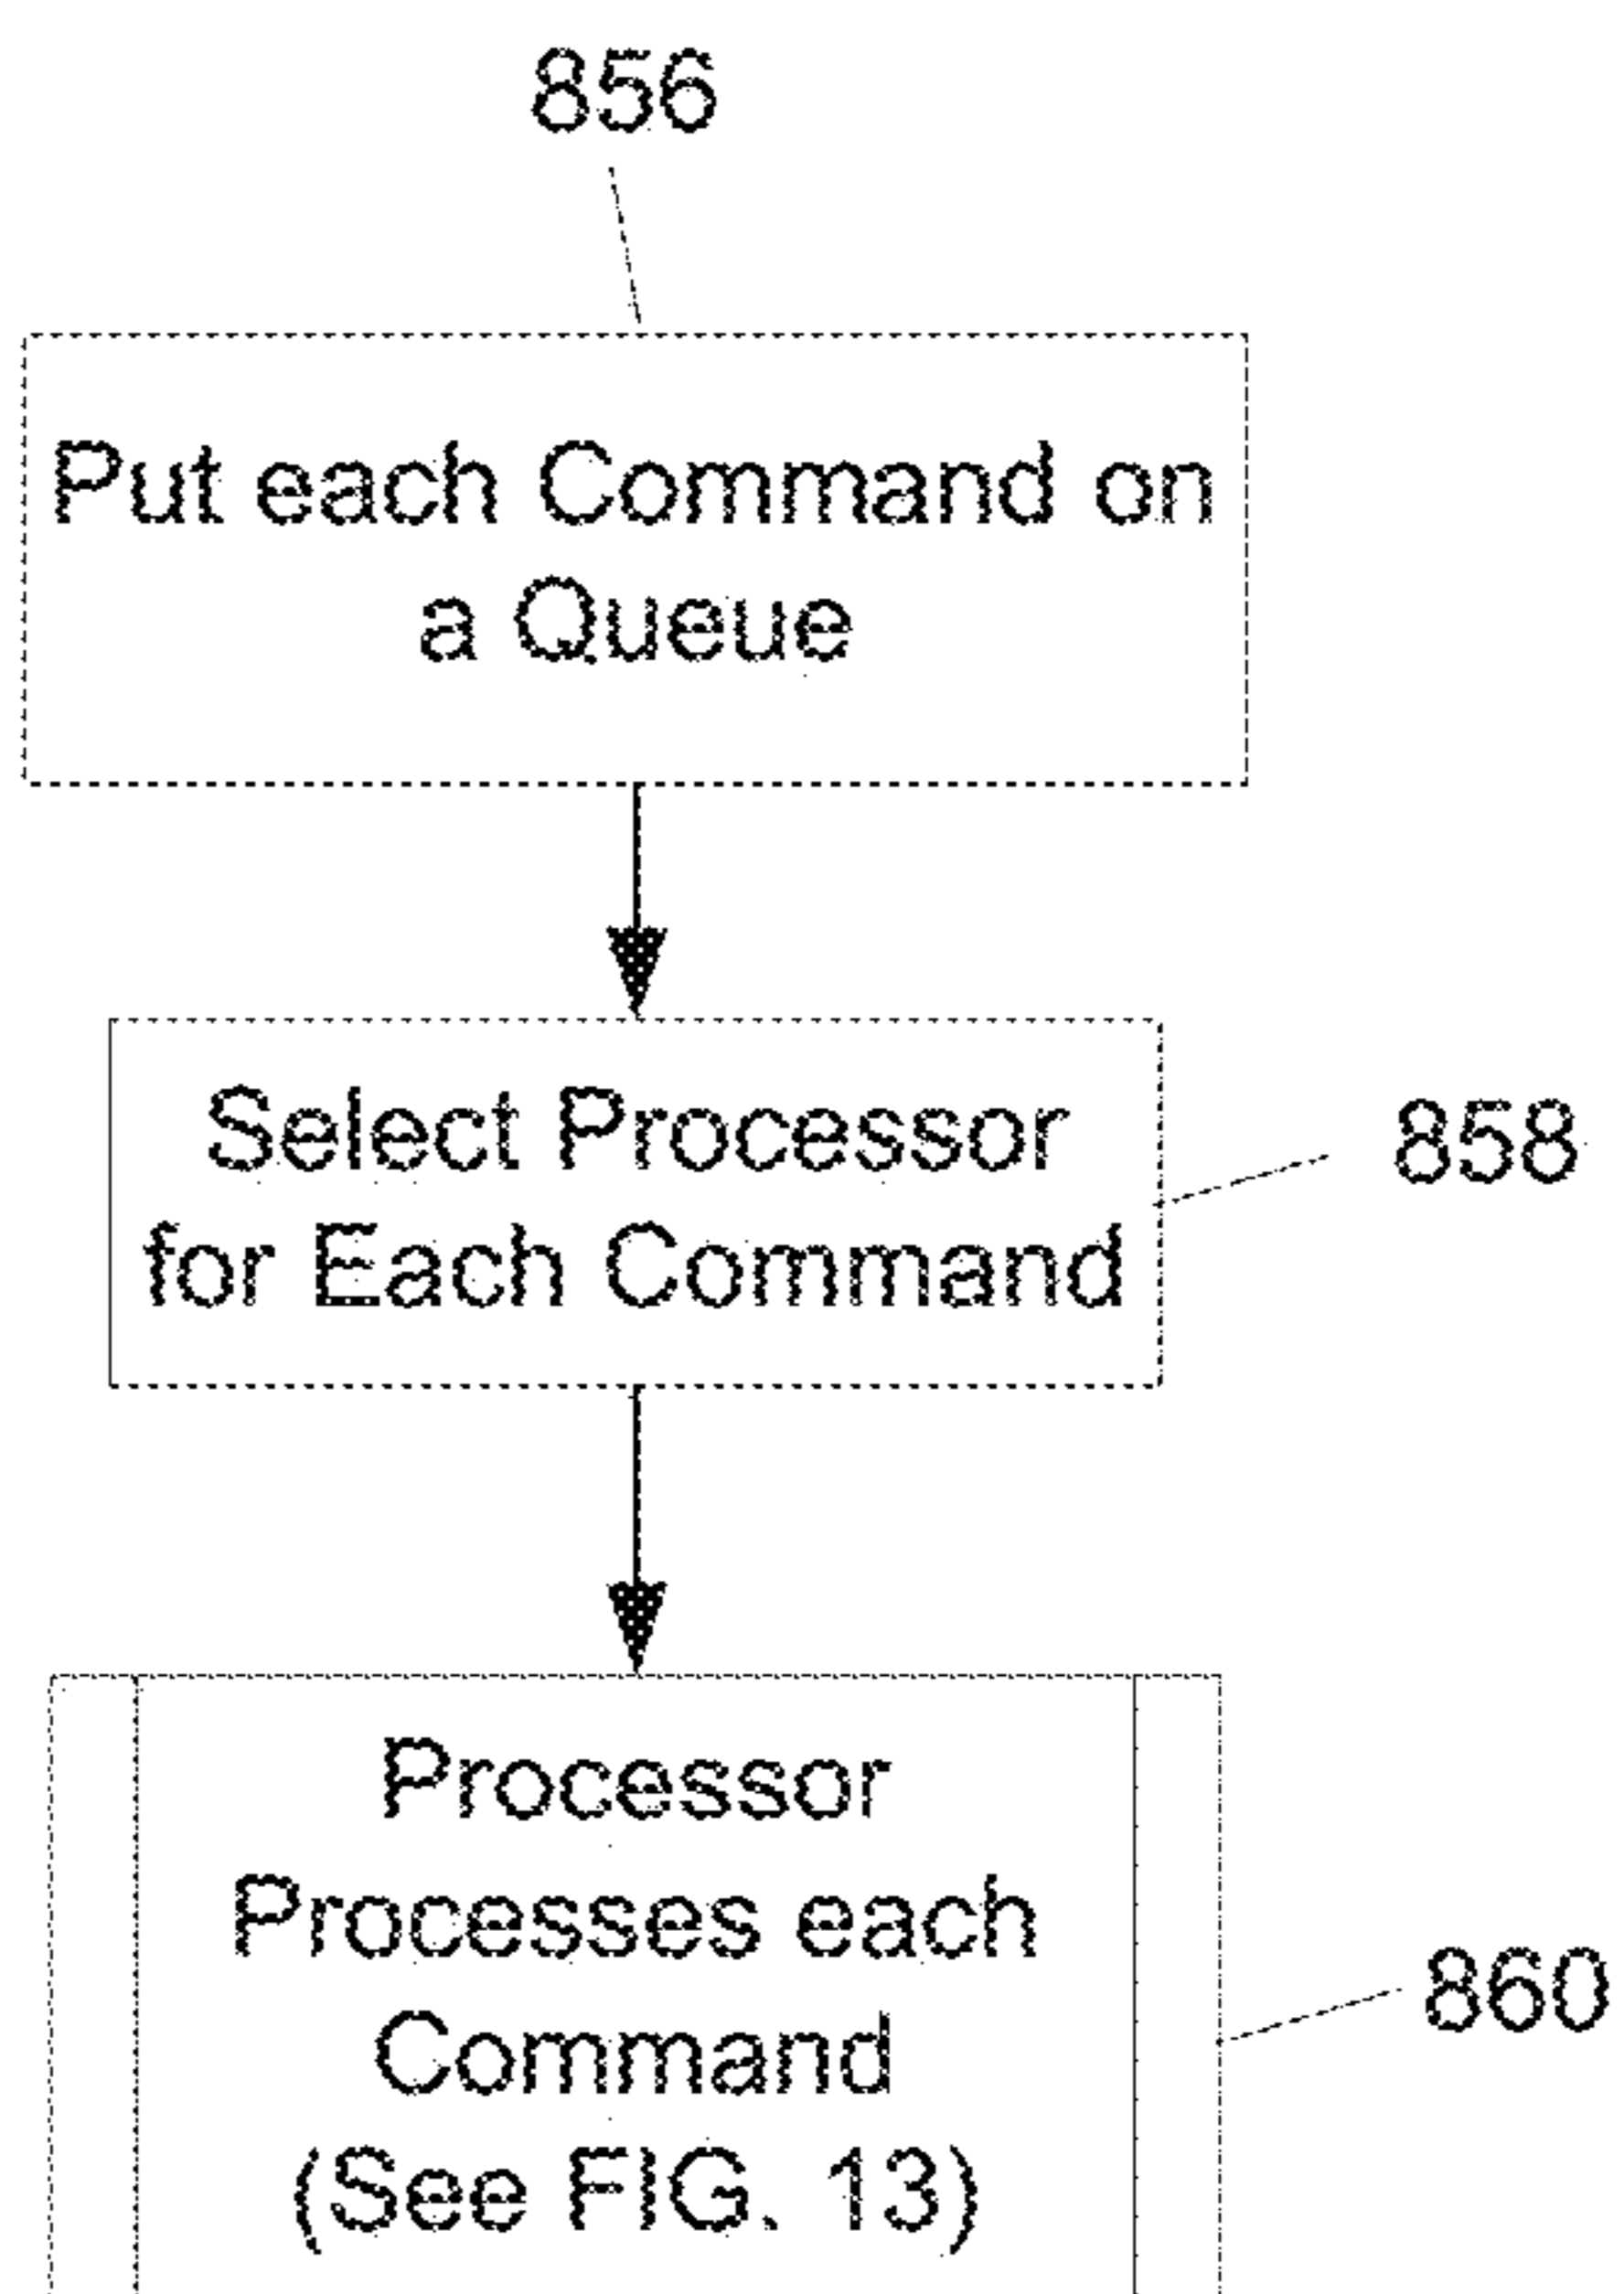 856
Put each Command on
a Queue
Select Processor
for Each Command
858
Processor
Processes each
Command
(See FIG. 13)
860